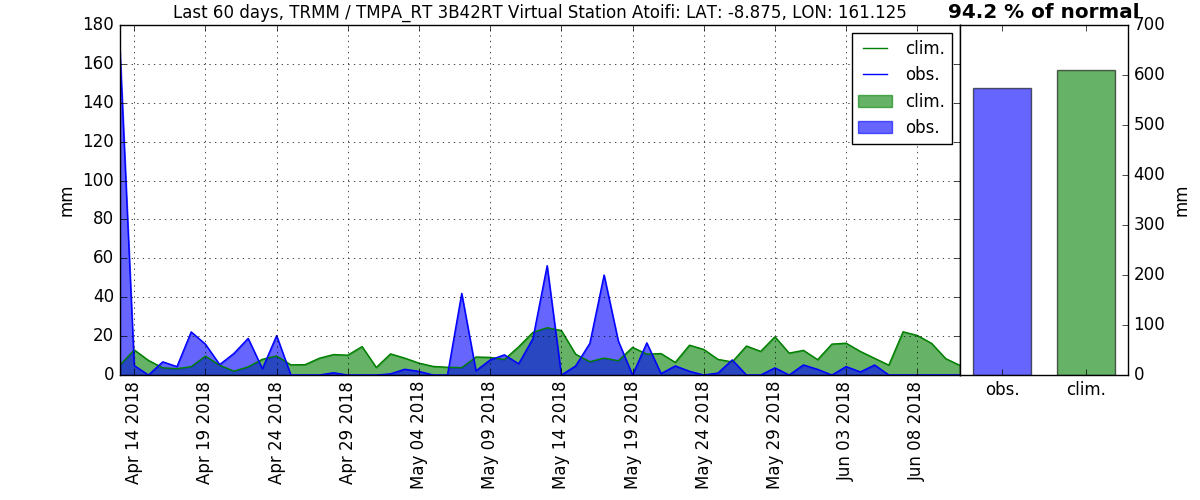 Last 60 days, TRMM / TMPA_RT 3B42RT Virtual Station Atoifi: LAT: -8.875, LON: 161.125
94.2 % of normal
180
160
140
120
100
80
60
40
20
0
mm
clim.
obs.
clim.
obs.
700
600
500
400
300
200
100
0
mm
Apr 14 2018
Apr 19 2018
Apr 24 2018
Apr 29 2018
May 04 2018
May 09 2018
May 14 2018
May 19 2018
May 24 2018
May 29 2018
Jun 03 2018
Jun 08 2018
obs.
clim.